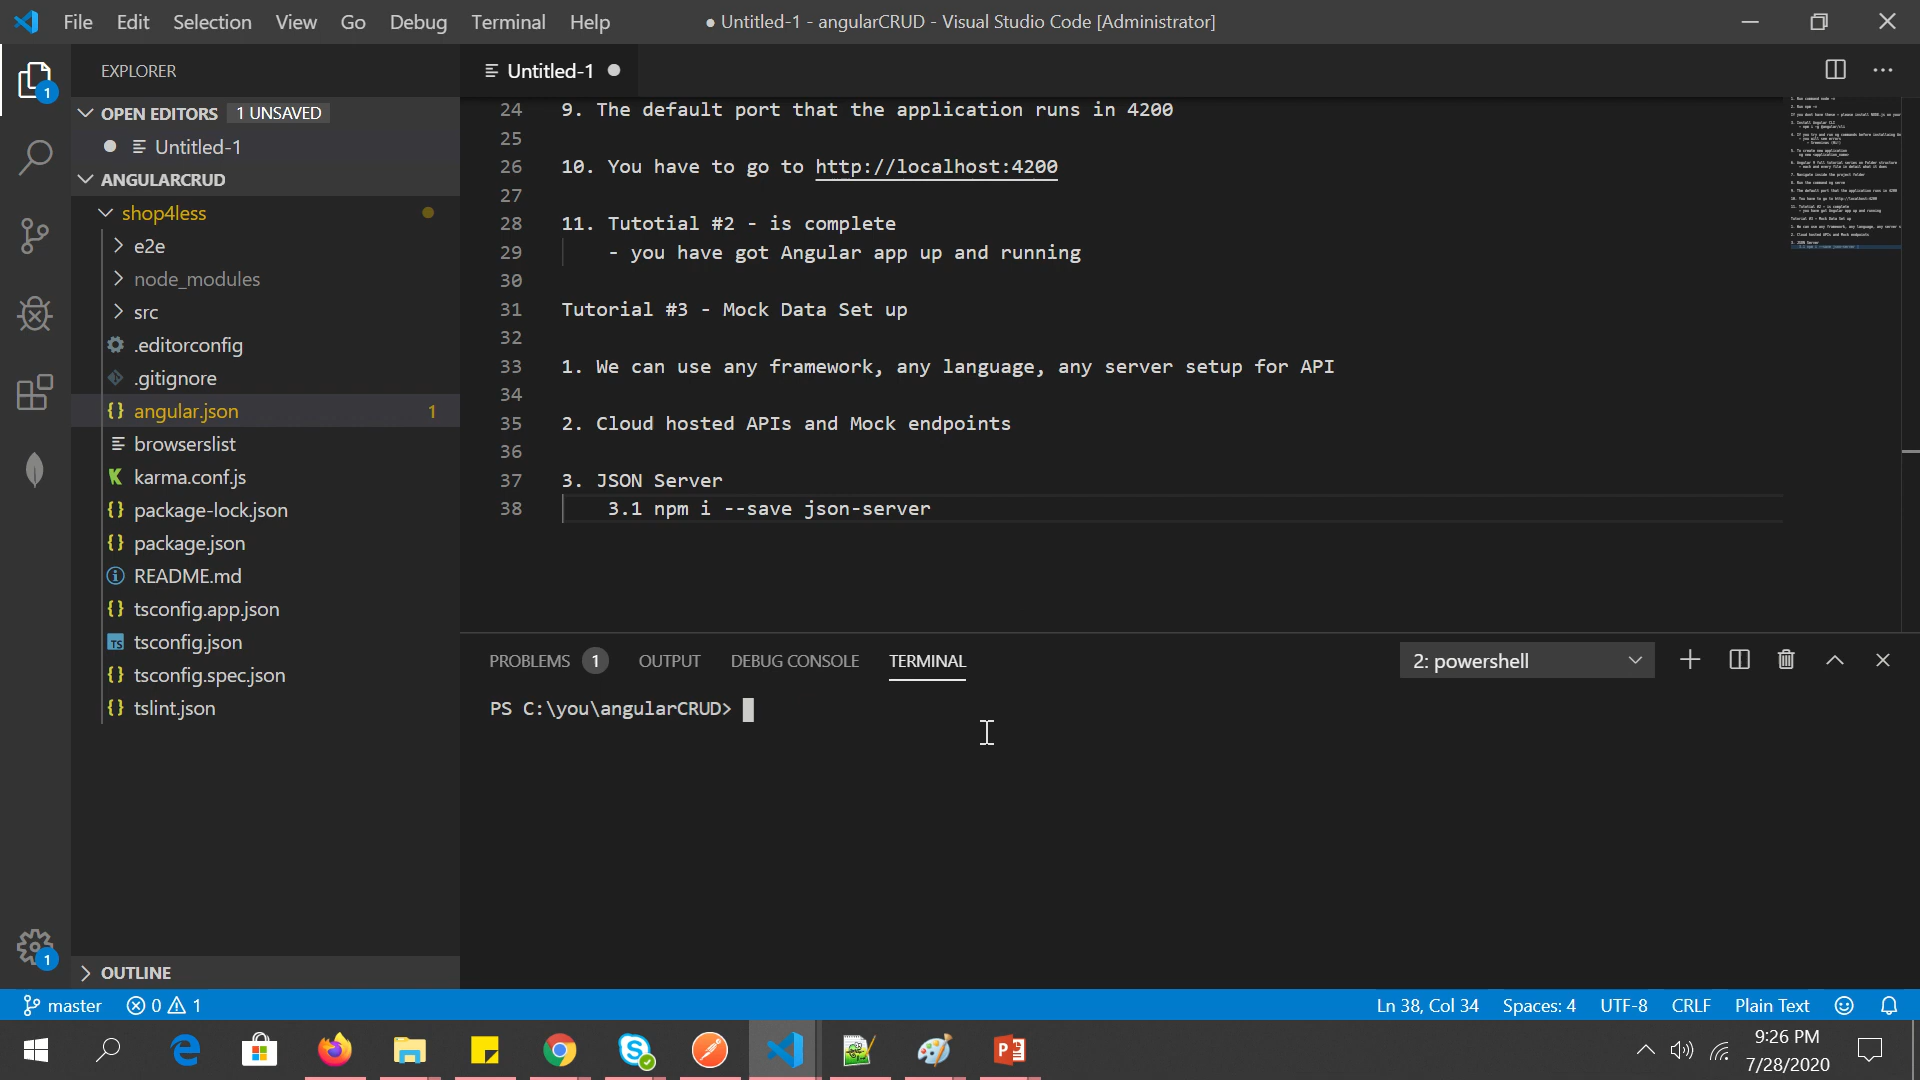 File Edit Selection View Go Debug Terminal Help
● Untitled-1 - angularCRUD - Visual Studio Code [Administrator]
EXPLORER
OPEN EDITORS 1 UNSAVED
Untitled-1
ANGULARCRUD
shop4less
e2e
node_modules
src
.editorconfig
.gitignore
angular.json 1
browserslist
karma.conf.js
package-lock.json
package.json
README.md
tsconfig.app.json
tsconfig.json
tsconfig.spec.json
tslint.json
OUTLINE
1
1
Untitled-1
24 9. The default port that the application runs in 4200
25
26 10. You have to go to http://localhost:4200
27
28 11. Tutotial #2 - is complete
29 - you have got Angular app up and running
30
31 Tutorial #3 - Mock Data Set up
32
33 1. We can use any framework, any language, any server setup for API
34
35 2. Cloud hosted APIs and Mock endpoints
36
37 3. JSON Server
38 3.1 npm i --save json-server
PROBLEMS 1 OUTPUT DEBUG CONSOLE TERMINAL 2: powershell
PS C:\you\angularCRUD>
master 0 1 Ln 38, Col 34 Spaces: 4 UTF-8 CRLF Plain Text
9:26 PM
7/28/2020